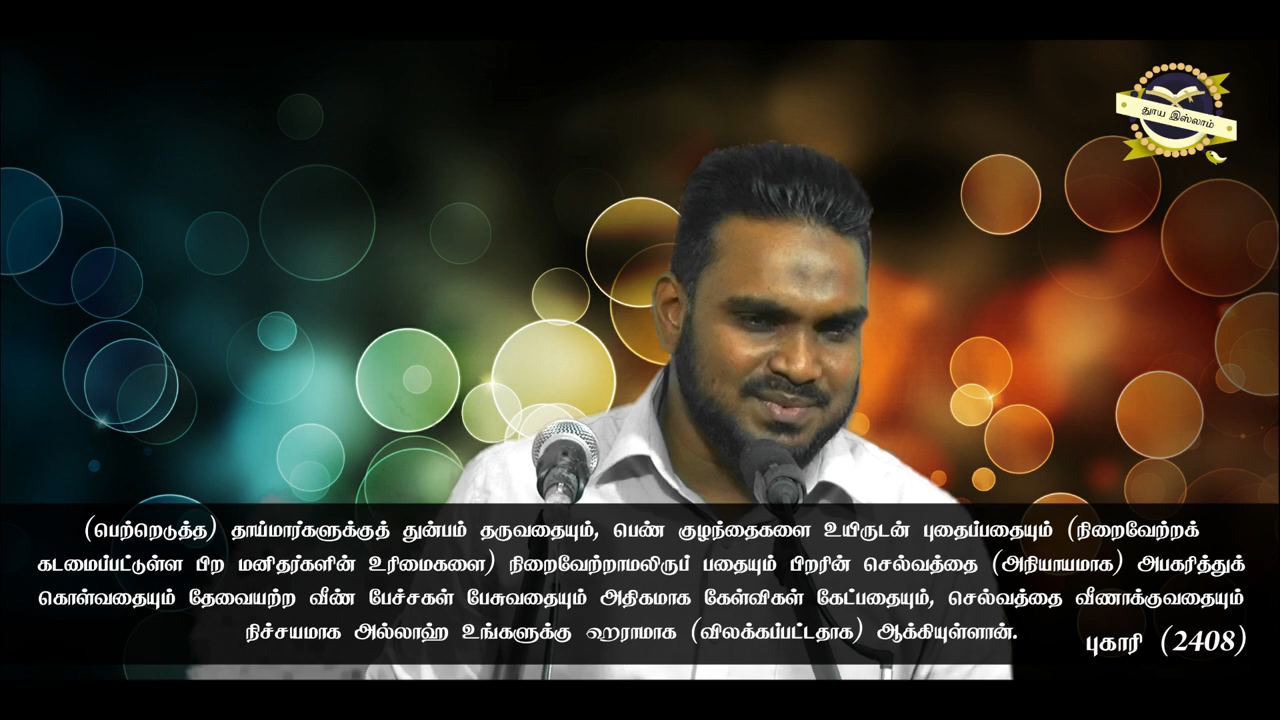 தூய இஸ்லாம்
(பெற்றெடுத்த) தாய்மார்களுக்குத் துன்பம் தருவதையும், பெண் குழந்தைகளை உயிருடன் புதைப்பதையும் (நிறைவேற்றக்
கடமைப்பட்டுள்ள பிற மனிதர்களின் உரிமைகளை) நிறைவேற்றாமலிருப் பதையும் பிறரின் செல்வத்தை (அநியாயமாக) அபகரித்துக்
கொள்வதையும் தேவையற்ற வீண் பேச்சகள் பேசுவதையும் அதிகமாக கேள்விகள் கேட்பதையும், செல்வத்தை வீணாக்குவதையும்
நிச்சயமாக அல்லாஹ் உங்களுக்கு ஹராமாக (விலக்கப்பட்டதாக) ஆக்கியுள்ளான்.
புகாரி (2408)